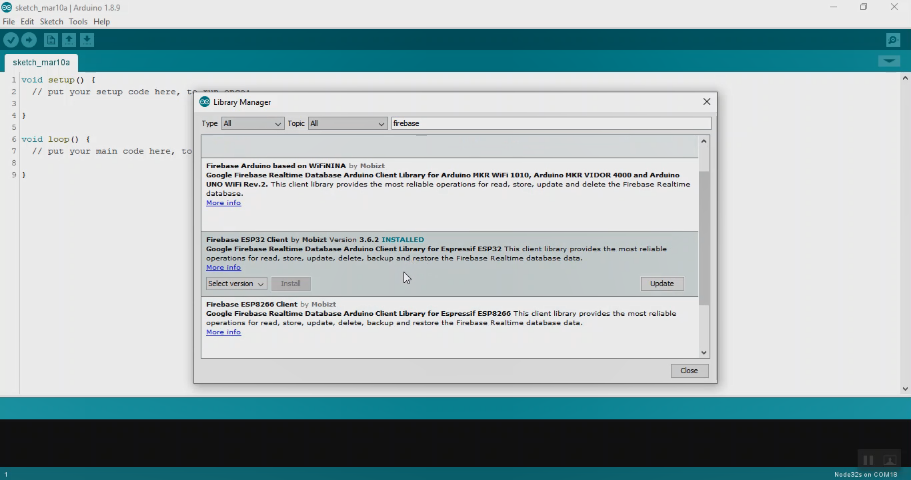 sketch_mar10a | Arduino 1.8.9
File Edit Sketch Tools Help
sketch_mar10a
1 void setup() {
2 // put your setup code here, to run once:
3
4 }
5
6 void loop() {
7 // put your main code here, to
8
9 }
Library Manager
Type All Topic All firebase
Firebase Arduino based on WiFiNINA by Mobizt
Google Firebase Realtime Database Arduino Client Library for Arduino MKR WiFi 1010, Arduino MKR VIDOR 4000 and Arduino
UNO WiFi Rev.2. This client library provides the most reliable operations for read, store, update and delete the Firebase Realtime
database.
More info
Firebase ESP32 Client by Mobizt Version 3.6.2 INSTALLED
Google Firebase Realtime Database Arduino Client Library for Espressif ESP32 This client library provides the most reliable
operations for read, store, update, delete, backup and restore the Firebase Realtime database data.
More info
Select version Install Update
Firebase ESP8266 Client by Mobizt
Google Firebase Realtime Database Arduino Client Library for Espressif ESP8266 This client library provides the most reliable
operations for read, store, update, delete, backup and restore the Firebase Realtime database data.
More info
Close
1 Node32s on COM18